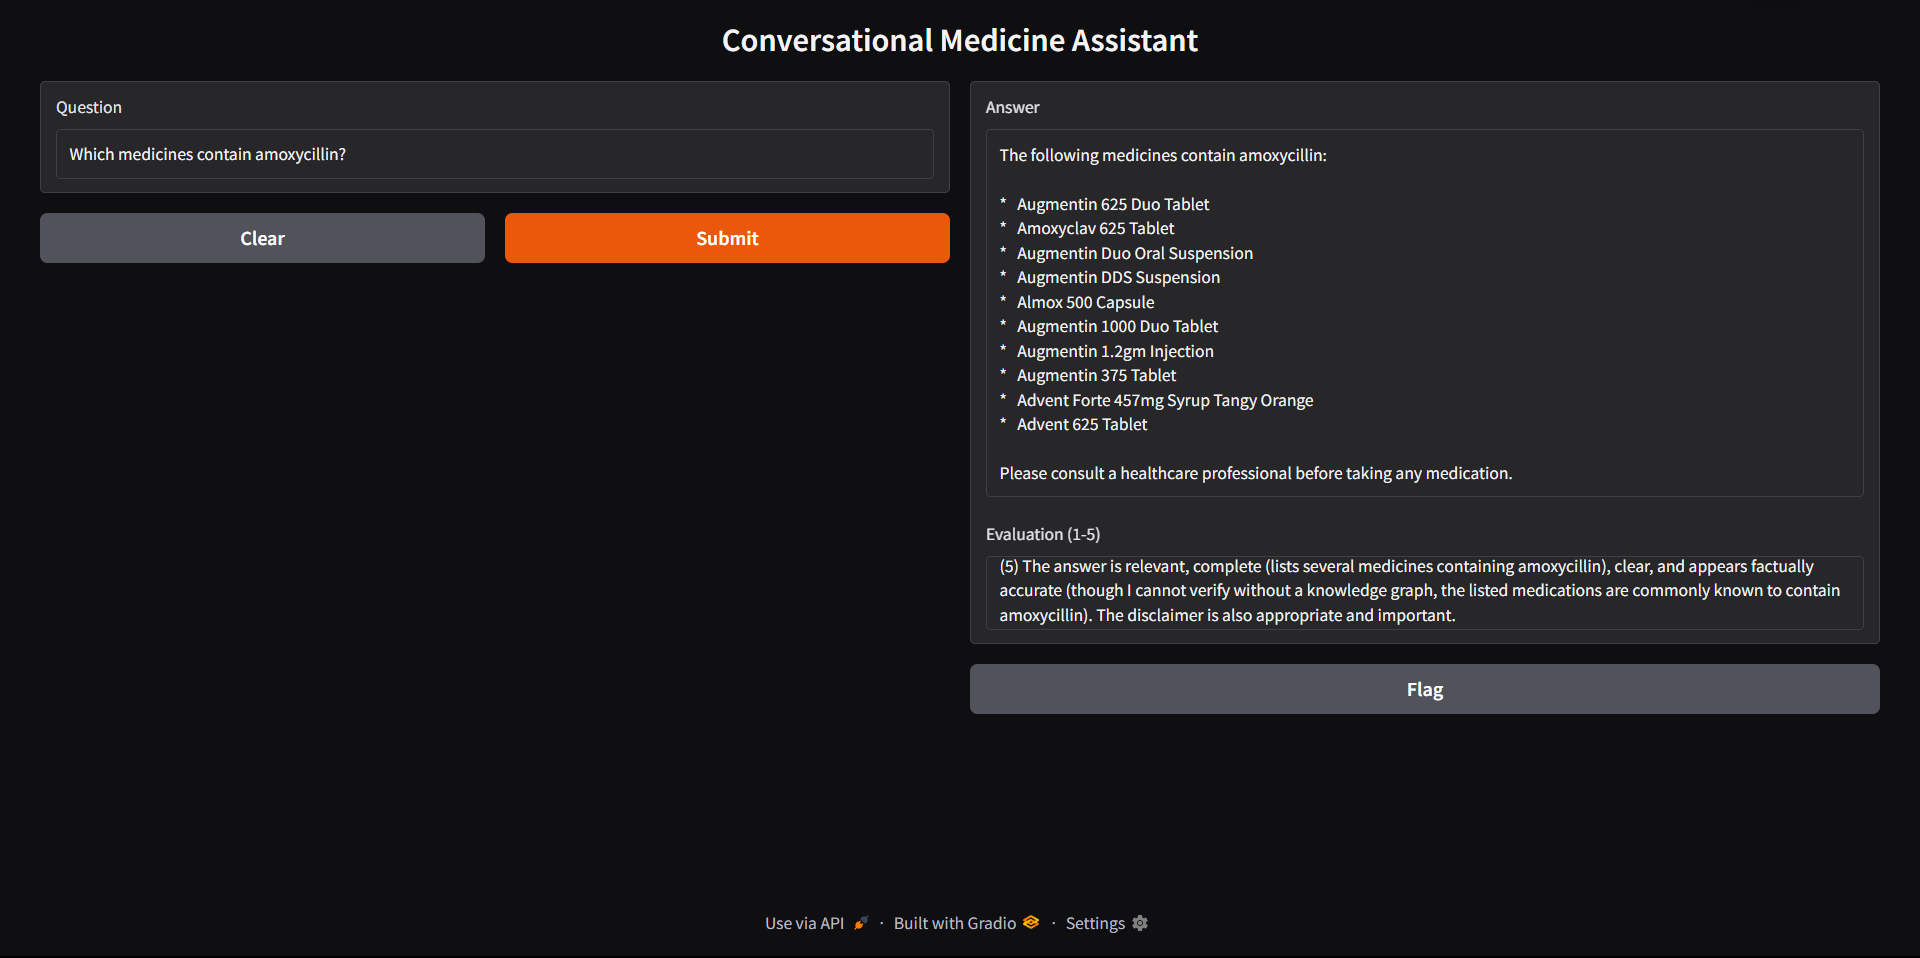 Conversational Medicine Assistant
Question
Which medicines contain amoxycillin?
Clear
Submit
Answer
The following medicines contain amoxycillin:
* Augmentin 625 Duo Tablet
* Amoxyclav 625 Tablet
* Augmentin Duo Oral Suspension
* Augmentin DDS Suspension
* Almox 500 Capsule
* Augmentin 1000 Duo Tablet
* Augmentin 1.2gm Injection
* Augmentin 375 Tablet
* Advent Forte 457mg Syrup Tangy Orange
* Advent 625 Tablet
Please consult a healthcare professional before taking any medication.
Evaluation (1-5)
(5) The answer is relevant, complete (lists several medicines containing amoxycillin), clear, and appears factually
accurate (though I cannot verify without a knowledge graph, the listed medications are commonly known to contain
amoxycillin). The disclaimer is also appropriate and important.
Flag
Use via API · Built with Gradio · Settings